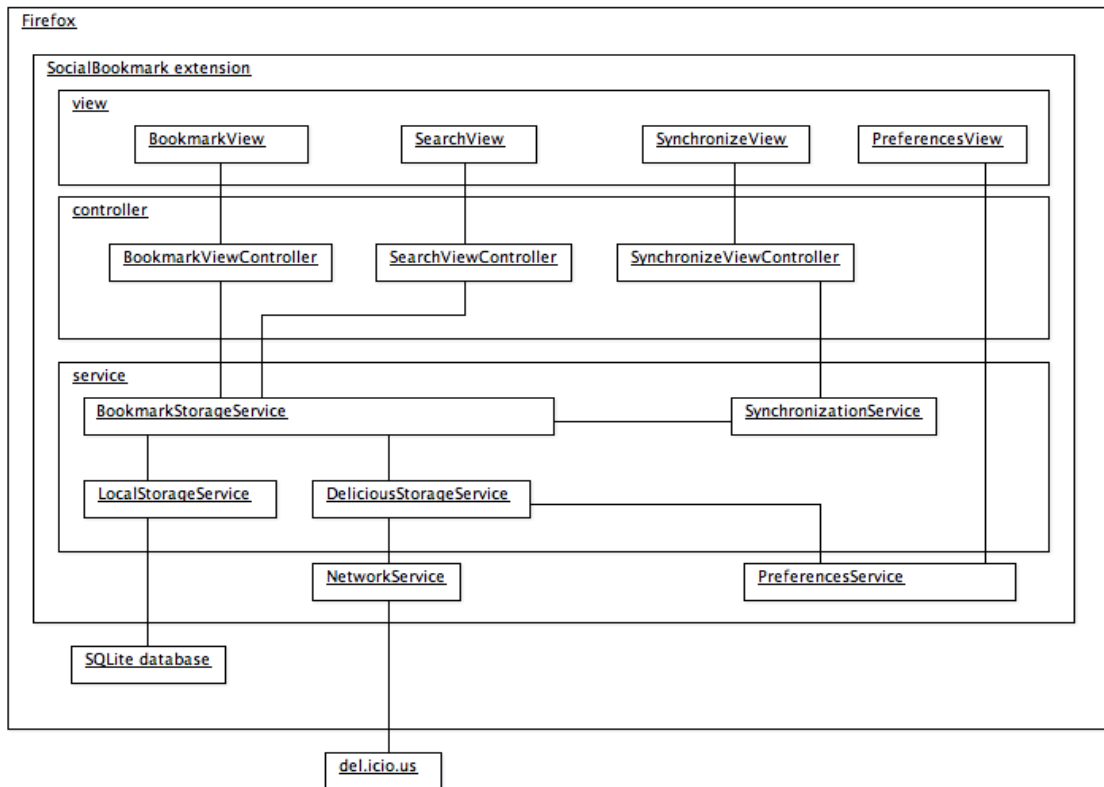 Firefox
SocialBookmark extension
view
BookmarkView
SearchView
SynchronizeView
PreferencesView
controller
BookmarkViewController
SearchViewController
SynchronizeViewController
service
BookmarkStorageService
SynchronizationService
LocalStorageService
DeliciousStorageService
NetworkService
PreferencesService
SQLite database
del.icio.us